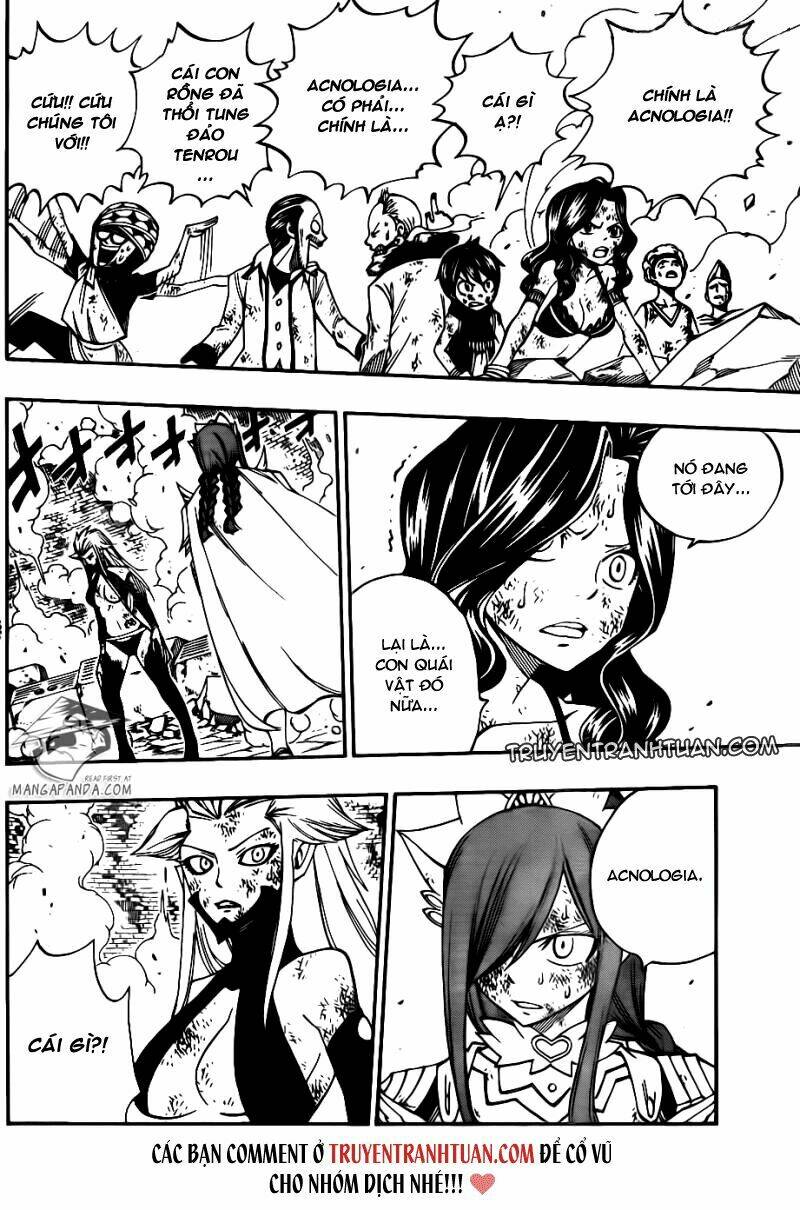 CHÍNH LÀ
ACNOLOGIA!!
CÁI GÌ
Ạ?!
ACNOLOGIA...
CÓ PHẢI...
CHÍNH LÀ...
CÁI CON
RỒNG ĐÃ
THỔI TUNG
ĐẢO
TENROU
...
CỨU!! CỨU
CHÚNG TÔI
VỚI!!
NÓ ĐANG
TỚI ĐÂY...
LẠI LÀ...
CON QUÁI
VẬT ĐÓ
NỮA...
TRUYENTRANHTUAN.COM
READ FIRST AT
MANGAPANDA.COM
ACNOLOGIA.
CÁI GÌ?!
CÁC BẠN COMMENT Ở TRUYENTRANHTUAN.COM ĐỂ CỔ VŨ
CHO NHÓM DỊCH NHÉ!!!